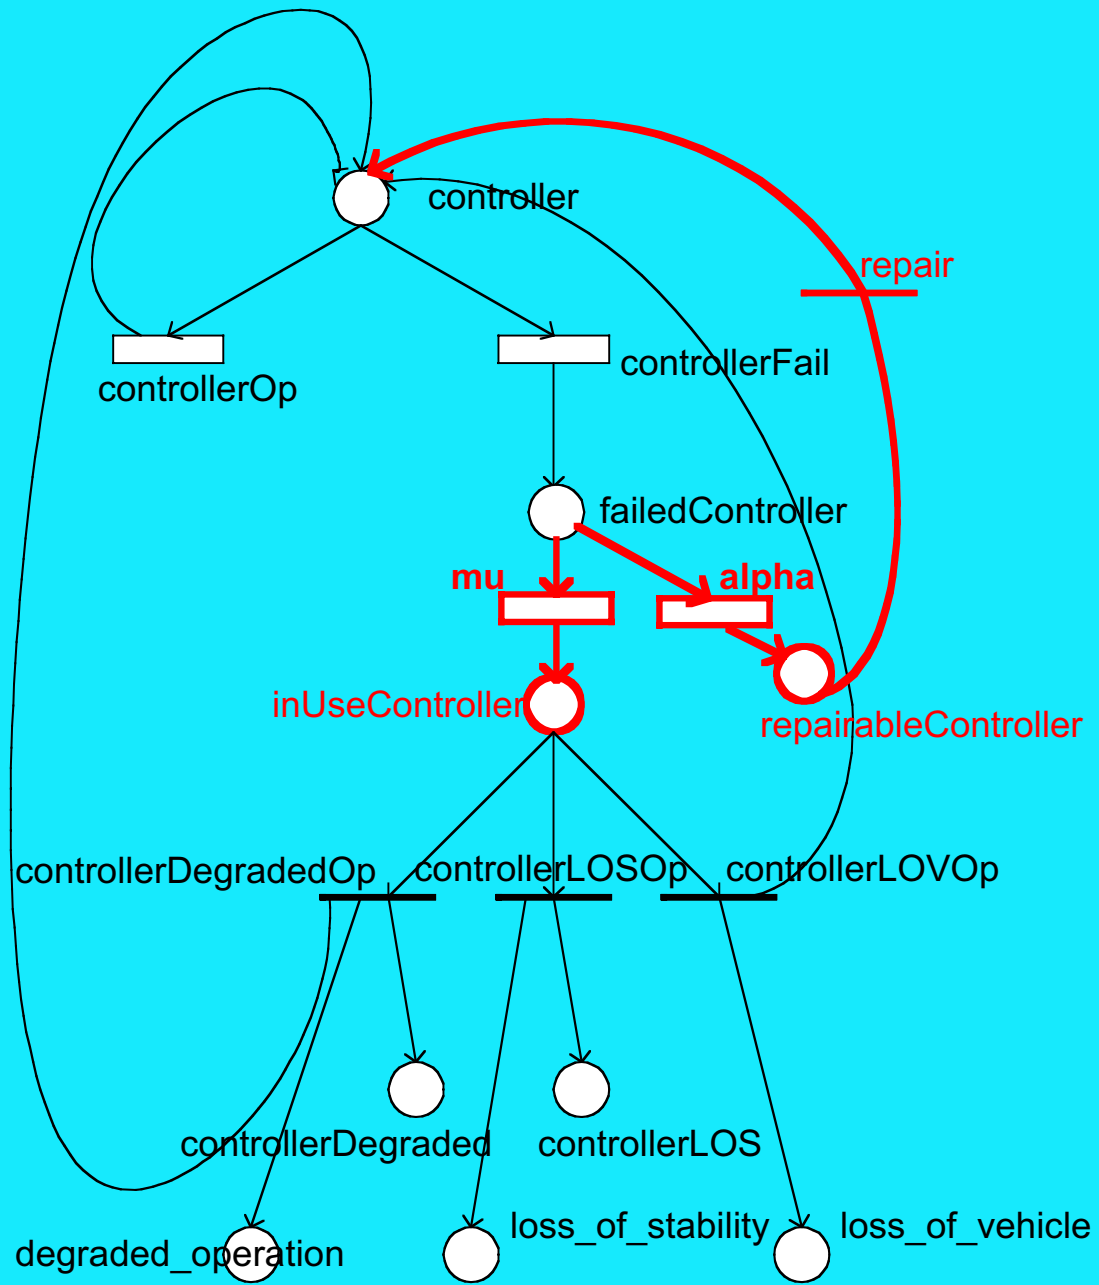 controller
repair
controllerFail
controllerOp
failedController
mu
alpha
inUseController
repairableController
controllerDegradedOp
controllerLOSOp
controllerLOVOp
controllerDegraded
controllerLOS
loss_of_stability
loss_of_vehicle
degraded_operation